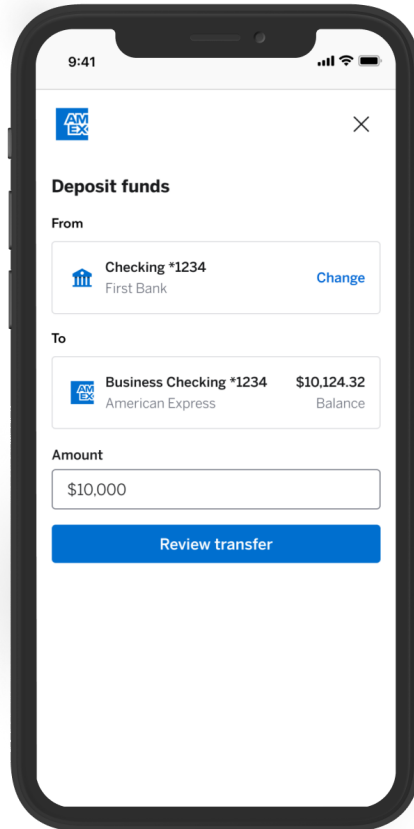 9:41
AM
EX
Deposit funds
From
Checking *1234
First Bank
Change
To
AM
EX
Business Checking *1234 $10,124.32
American Express Balance
Amount
$10,000
Review transfer